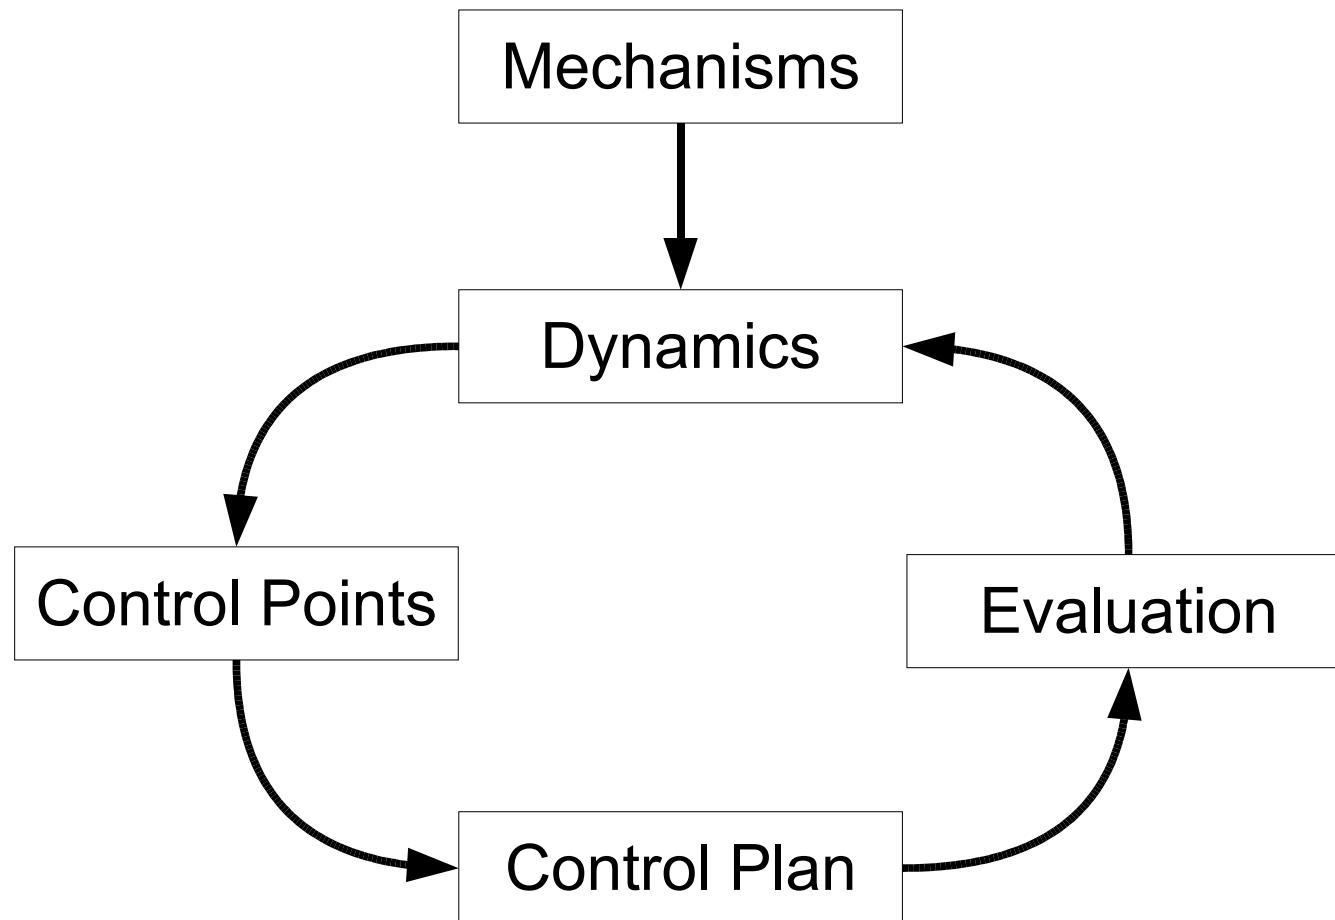 Mechanisms
Dynamics
Control Points
Evaluation
Control Plan